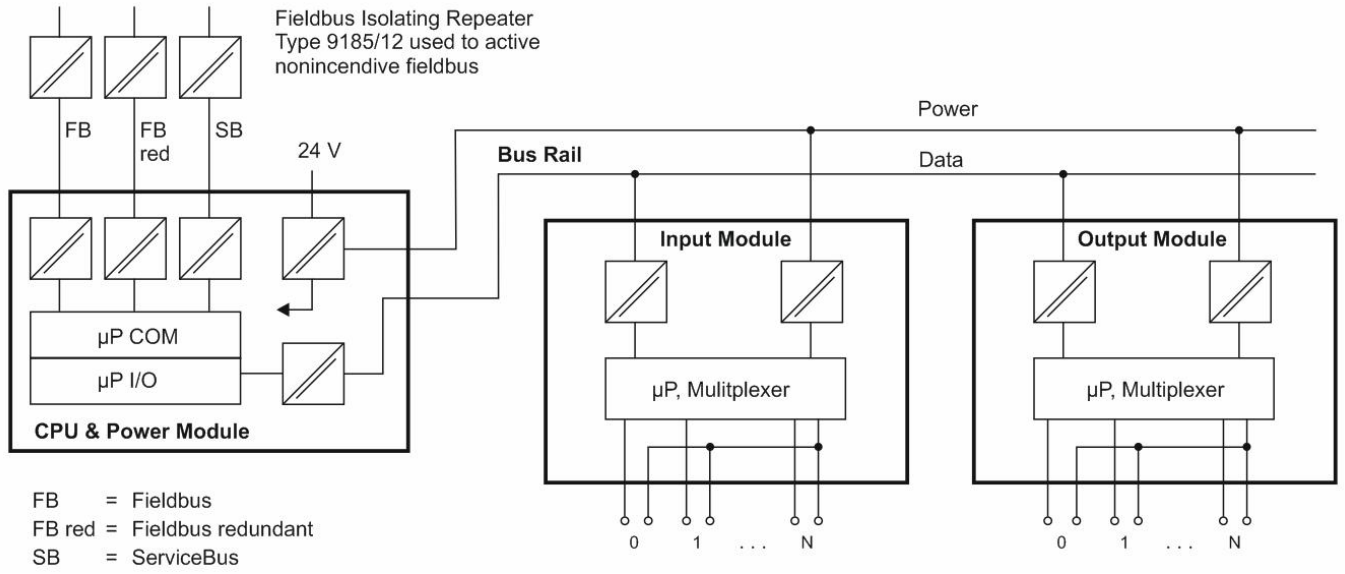 Fieldbus Isolating Repeater
Type 9185/12 used to active
nonincendive fieldbus
FB
FB
red
SB
24 V
Bus Rail
Power
Data
µP COM
µP I/O
CPU & Power Module
Input Module
µP, Mulitplexer
0 1 . . . N
Output Module
µP, Multiplexer
0 1 . . . N
FB = Fieldbus
FB red = Fieldbus redundant
SB = ServiceBus